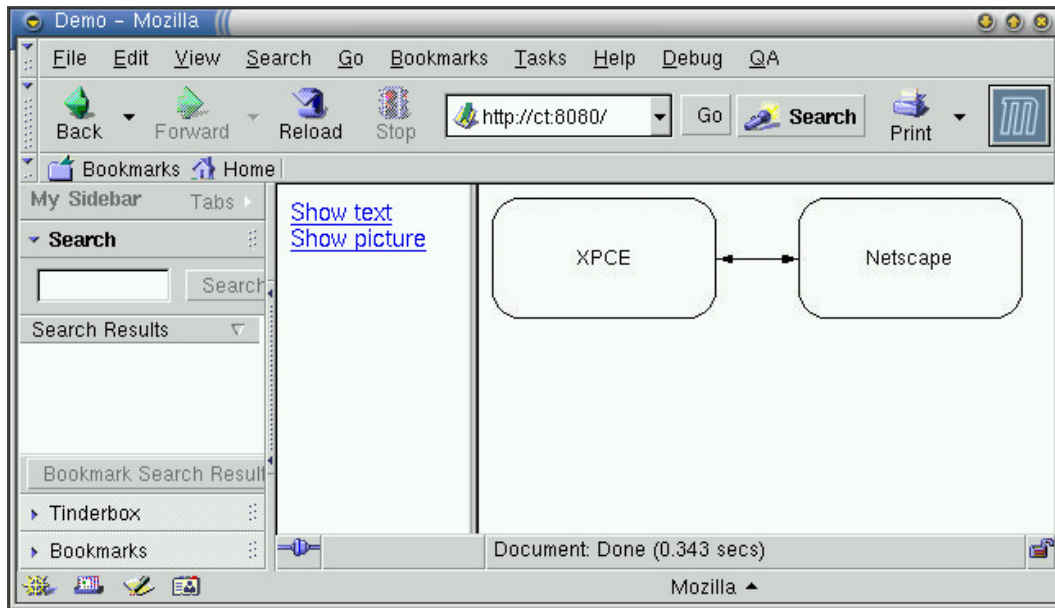 Demo - Mozilla
File Edit View Search Go Bookmarks Tasks Help Debug QA
Back Forward Reload Stop http://ct:8080/ Go Search Print
Bookmarks Home
My Sidebar Tabs
Search
Search
Search Results
Bookmark Search Result
Tinderbox
Bookmarks
Show text
Show picture
XPCE Netscape
Document: Done (0.343 secs)
Mozilla